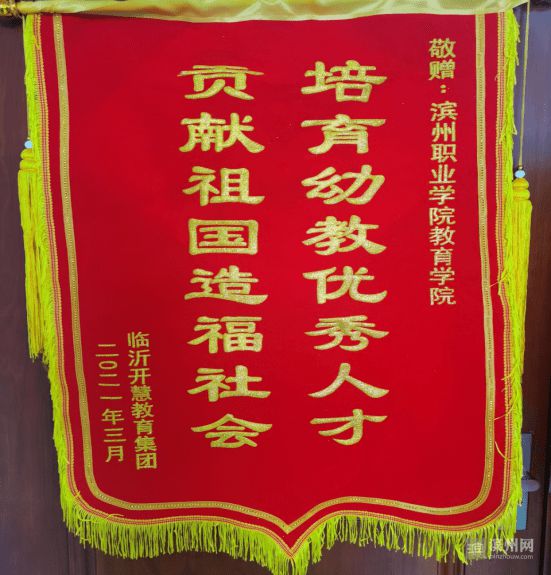 敬赠：滨州职业学院教育学院
培育幼教优秀人才
贡献祖国造福社会
临沂开慧教育集团
二〇二一年三月
滨州网
binzhouw.com